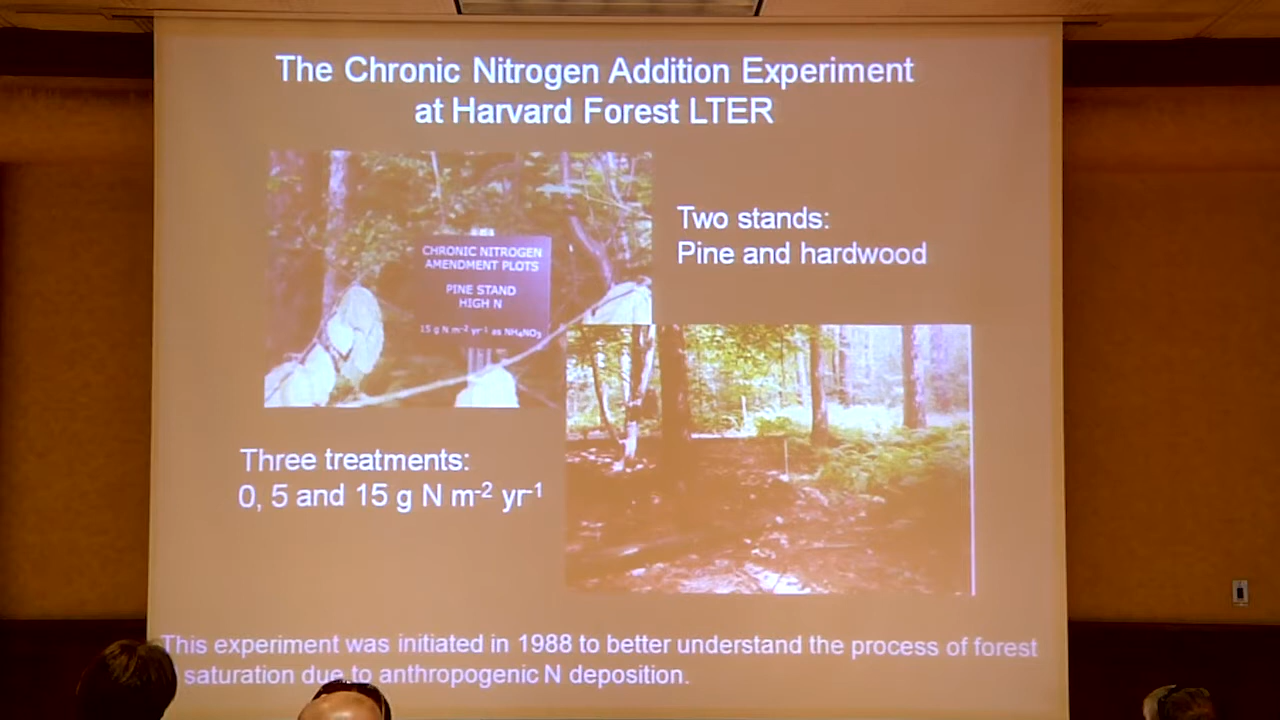 The Chronic Nitrogen Addition Experiment
at Harvard Forest LTER
CHRONIC NITROGEN
AMENDMENT PLOTS
PINE STAND
HIGH N
15 g N m-2 yr-1 as NH4NO3
Two stands:
Pine and hardwood
Three treatments:
0, 5 and 15 g N m-2 yr-1
This experiment was initiated in 1988 to better understand the process of forest
saturation due to anthropogenic N deposition.